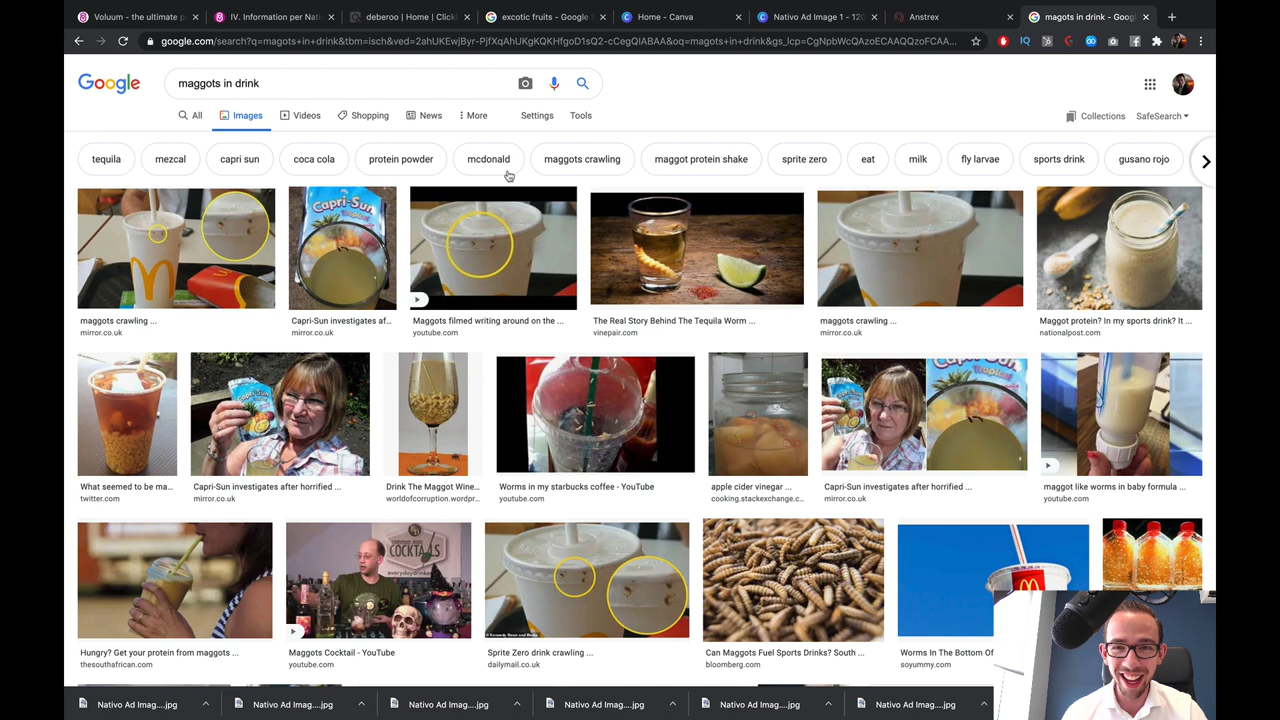 Voluum - the ultimate p
IV. Information per Nati
deberoo | Home | Click
excotic fruits - Google S
Home - Canva
Nativo Ad Image 1 - 120
Anstrex
magots in drink - Googl
google.com/search?q=magots+in+drink&tbm=isch&ved=2ahUKEwjByr-PjfXqAhUKgKQKHfgoD1sQ2-cCegQIABAA&oq=magots+in+drink&gs_lcp=CgNpbWcQAzoECAAQQzoFCAA...
Google
maggots in drink
All
Images
Videos
Shopping
News
More
Settings
Tools
Collections
SafeSearch
tequila
mezcal
capri sun
coca cola
protein powder
mcdonald
maggots crawling
maggot protein shake
sprite zero
eat
milk
fly larvae
sports drink
gusano rojo
maggots crawling ...
mirror.co.uk
Capri-Sun investigates af...
mirror.co.uk
Maggots filmed writing around on the ...
youtube.com
The Real Story Behind The Tequila Worm ...
vinepair.com
maggots crawling ...
mirror.co.uk
Maggot protein? In my sports drink? It ...
nationalpost.com
What seemed to be ma...
twitter.com
Capri-Sun investigates after horrified ...
mirror.co.uk
Drink The Maggot Wine...
worldofcorruption.wordpr...
Worms in my starbucks coffee - YouTube
youtube.com
apple cider vinegar ...
cooking.stackexchange.c...
Capri-Sun investigates after horrified ...
mirror.co.uk
maggot like worms in baby formula ...
youtube.com
COCKTAILS
Hungry? Get your protein from maggots ...
thesouthafrican.com
Maggots Cocktail - YouTube
youtube.com
Sprite Zero drink crawling ...
dailymail.co.uk
Can Maggots Fuel Sports Drinks? South ...
bloomberg.com
Worms In The Bottom Of
soyummy.com
Nativo Ad Imag....jpg
Nativo Ad Imag....jpg
Nativo Ad Imag....jpg
Nativo Ad Imag....jpg
Nativo Ad Imag....jpg
Nativo Ad Imag....jpg